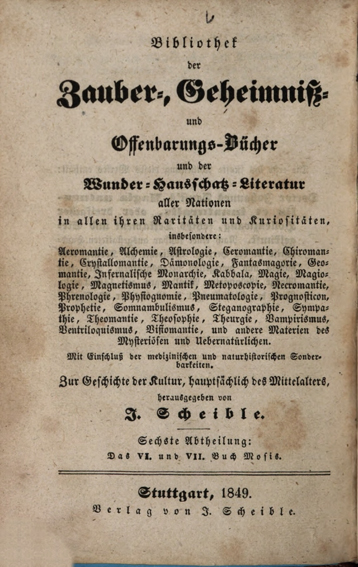 Bibliothek
der
Zauber-, Geheimniß-
und
Offenbarungs-Bücher
und der
Wunder-Hausschatz-Literatur
aller Nationen
in allen ihren Raritäten und Kuriositäten,
insbesondere:
Aeromantie, Alchemie, Astrologie, Ceromantie, Chiroman-
tie, Crystallomantie, Dämonologie, Fantasmagorie, Geo-
mantie, Infernalische Monarchie, Kabbala, Magie, Magio-
logie, Magnetismus, Mantik, Metoposcopie, Necromantie,
Phrenologie, Physiognomie, Pneumatologie, Prognosticon,
Prophetie, Somnambulismus, Steganographie, Sympa-
thie, Theomantie, Theosophie, Theurgie, Vampirismus,
Ventriloquismus, Visiomantie, und andere Materien des
Mysteriösen und Uebernatürlichen.
Mit Einschluß der medizinischen und naturhistorischen Sonder-
barkeiten.
Zur Geschichte der Kultur, hauptsächlich des Mittelalters,
herausgegeben von
J. Scheible.
Sechste Abtheilung:
Das VI. und VII. Buch Mosis.
Stuttgart, 1849.
Verlag von J. Scheible.